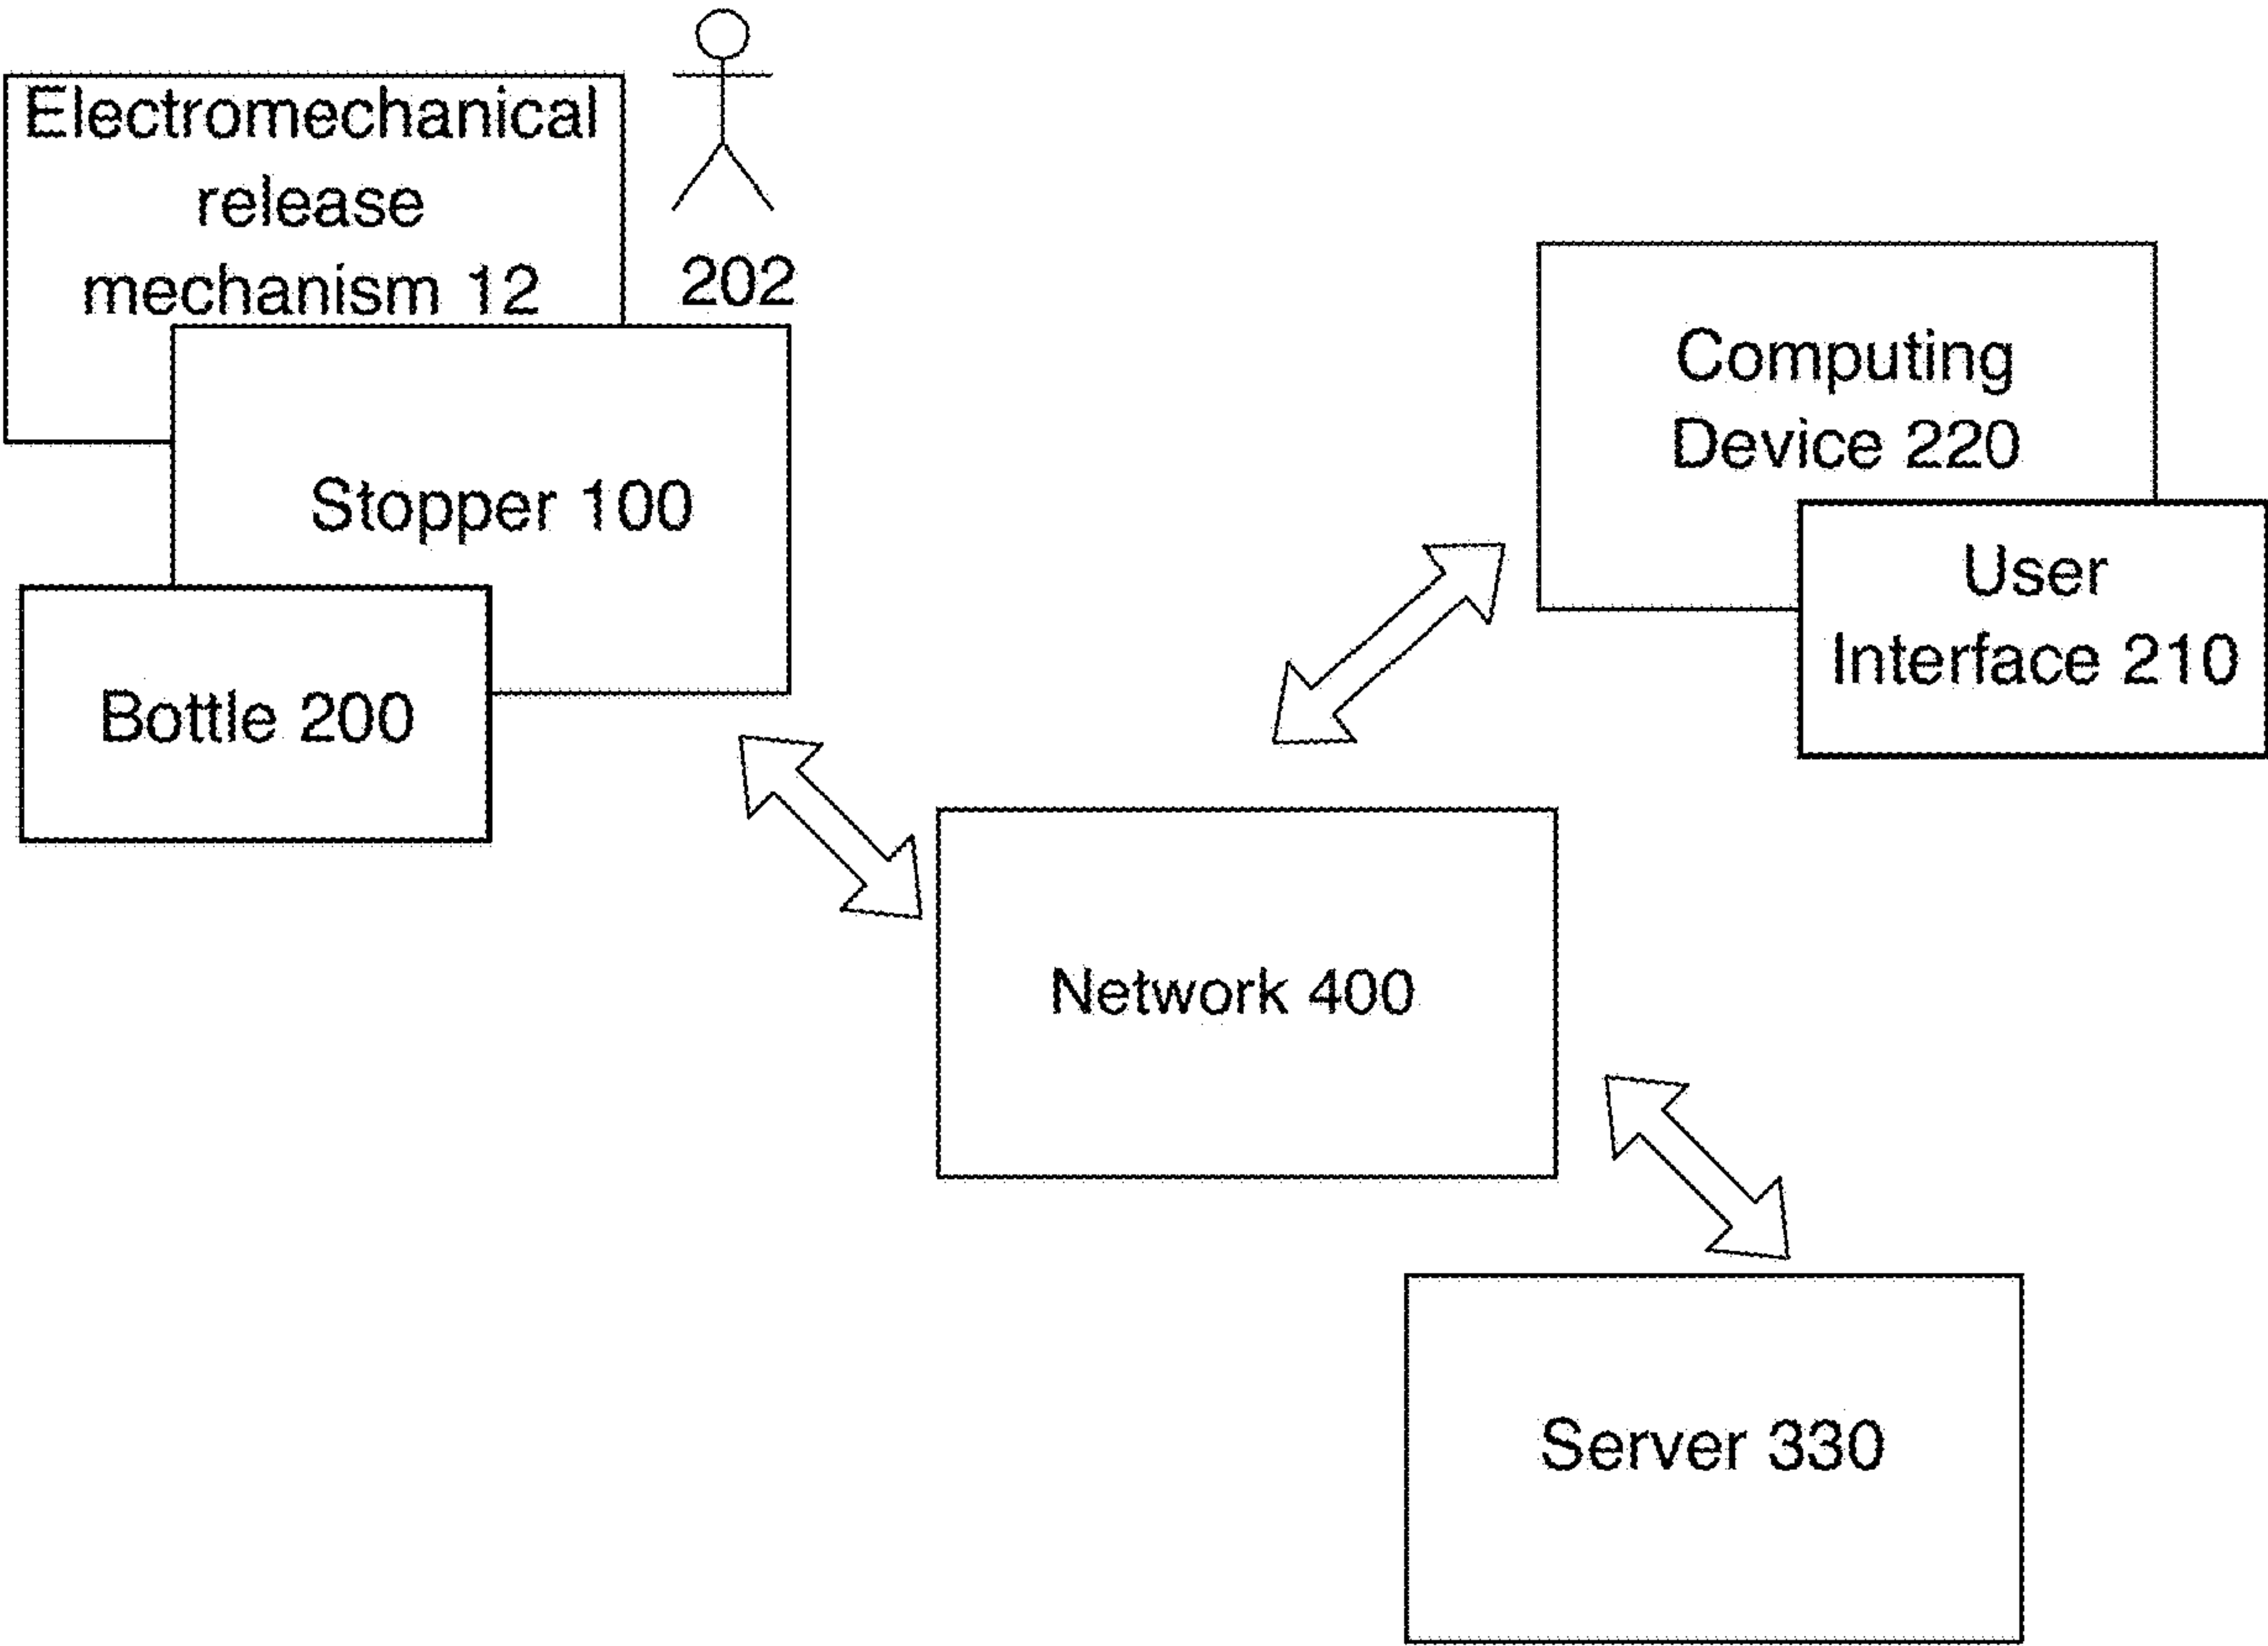 Electromechanical
release
mechanism 12
202
Stopper 100
Bottle 200
Computing
Device 220
User
Interface 210
Network 400
Server 330